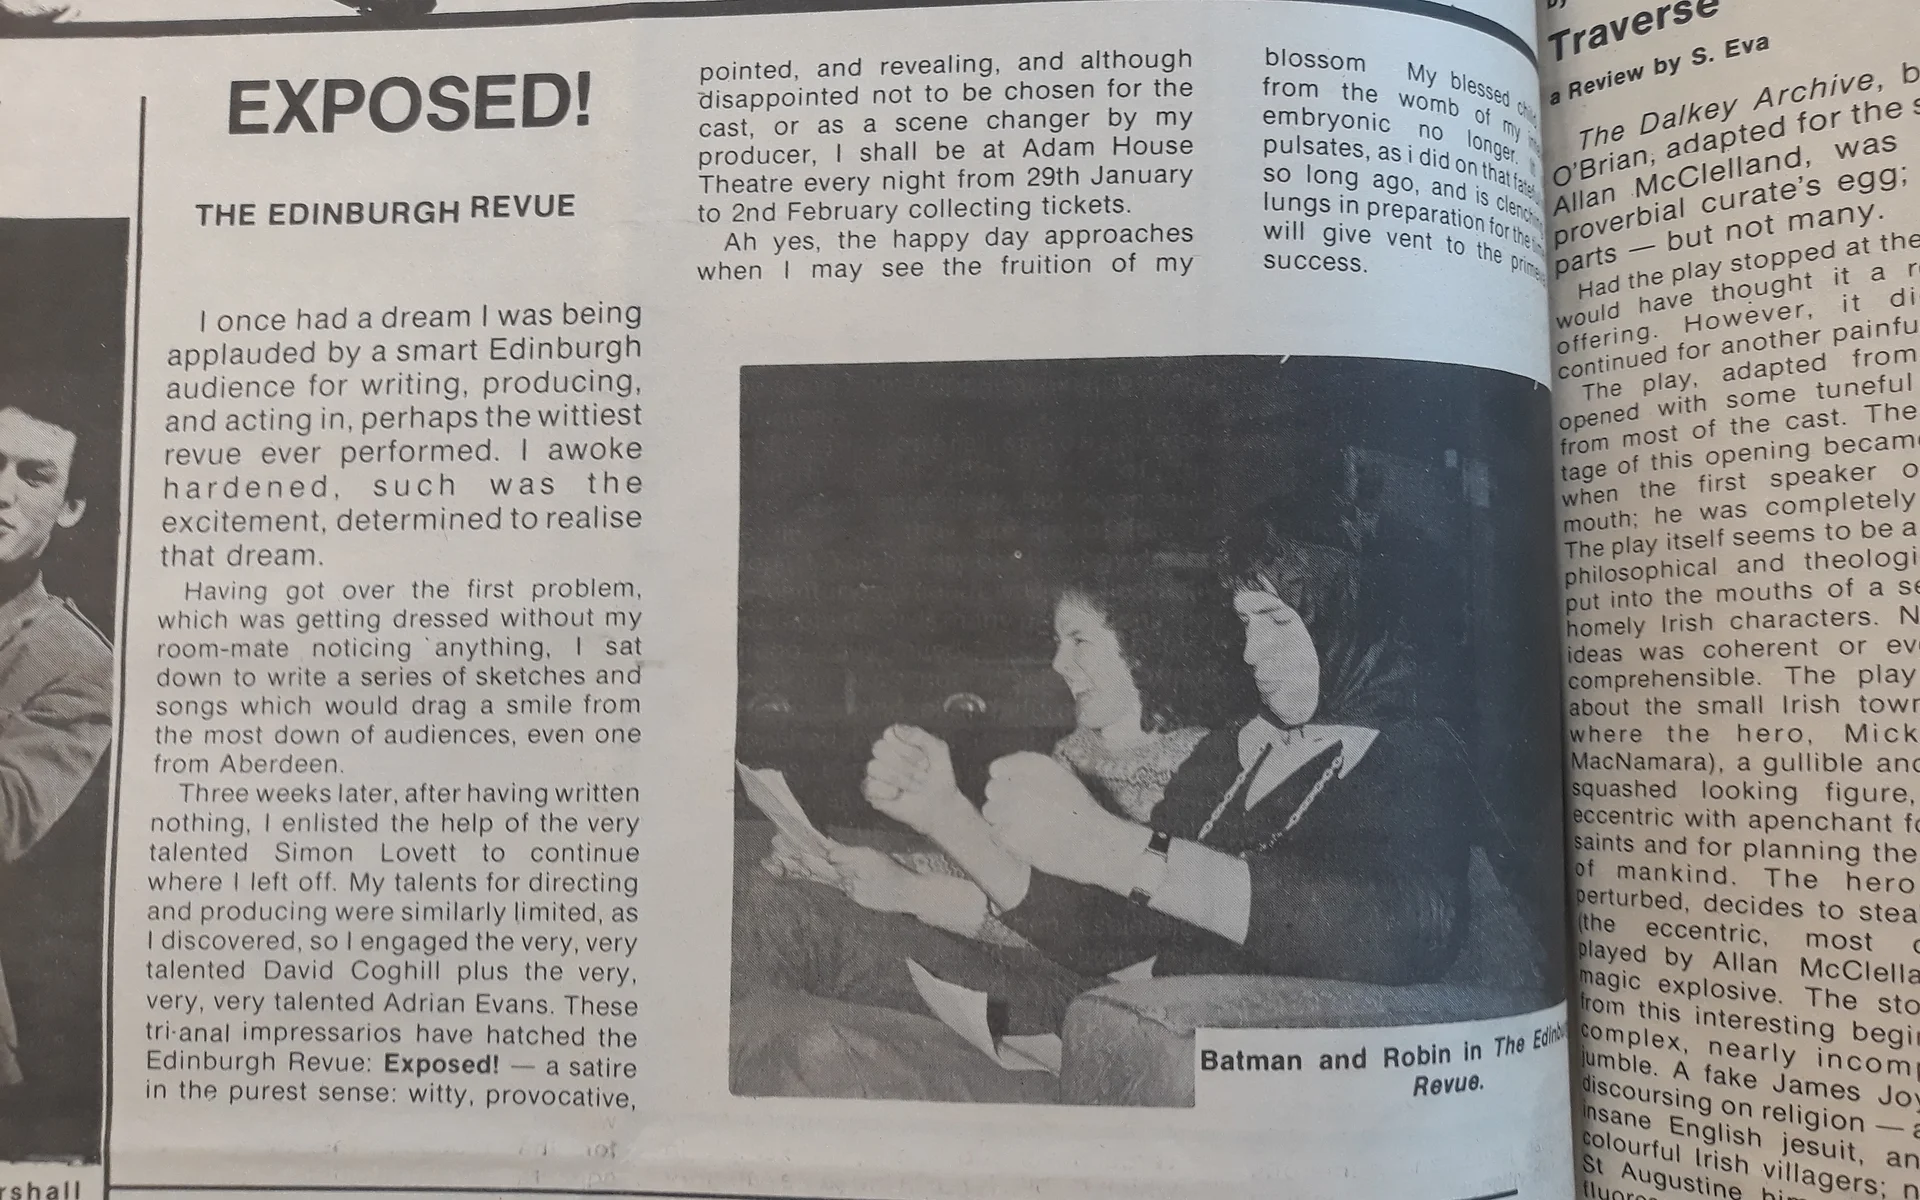 EXPOSED!
THE EDINBURGH REVUE
I once had a dream I was being
applauded by a smart Edinburgh
audience for writing, producing,
and acting in, perhaps the wittiest
revue ever performed. I awoke
hardened, such was the
excitement, determined to realise
that dream.
Having got over the first problem,
which was getting dressed without my
room-mate noticing anything, I sat
down to write a series of sketches and
songs which would drag a smile from
the most down of audiences, even one
from Aberdeen.
Three weeks later, after having written
nothing, I enlisted the help of the very
talented Simon Lovett to continue
where I left off. My talents for directing
and producing were similarly limited, as
I discovered, so I engaged the very, very
talented David Coghill plus the very,
very, very talented Adrian Evans. These
tri-anal impressarios have hatched the
Edinburgh Revue: Exposed! — a satire
in the purest sense: witty, provocative,
pointed, and revealing, and although
disappointed not to be chosen for the
cast, or as a scene changer by my
producer, I shall be at Adam House
Theatre every night from 29th January
to 2nd February collecting tickets.
Ah yes, the happy day approaches
when I may see the fruition of my
blossom My blessed
from the womb of my
embryonic no longer.
pulsates, as i did on that
so long ago, and is
lungs in preparation for the
will give vent to the
success.
Batman and Robin in The
Revue.
rshall
Traverse
a Review by S. Eva
The Dalkey Archive,
O'Brian, adapted for the
Allan McClelland, was
proverbial curate's egg;
parts — but not many.
Had the play stopped at the
would have thought it a
offering. However, it
continued for another
The play, adapted from
opened with some tuneful
from most of the cast. The
tage of this opening
when the first speaker
mouth; he was completely
The play itself seems to be a
philosophical and
put into the mouths of a
homely Irish characters.
ideas was coherent or
comprehensible. The play
about the small Irish
where the hero, Mick
MacNamara), a gullible
squashed looking figure,
eccentric with apenchant
saints and for planning the
of mankind. The hero
perturbed, decides to
(the eccentric, most
played by Allan
magic explosive. The
from this interesting
complex, nearly
jumble. A fake James
discoursing on religion —
insane English jesuit,
colourful Irish villagers;
St Augustine